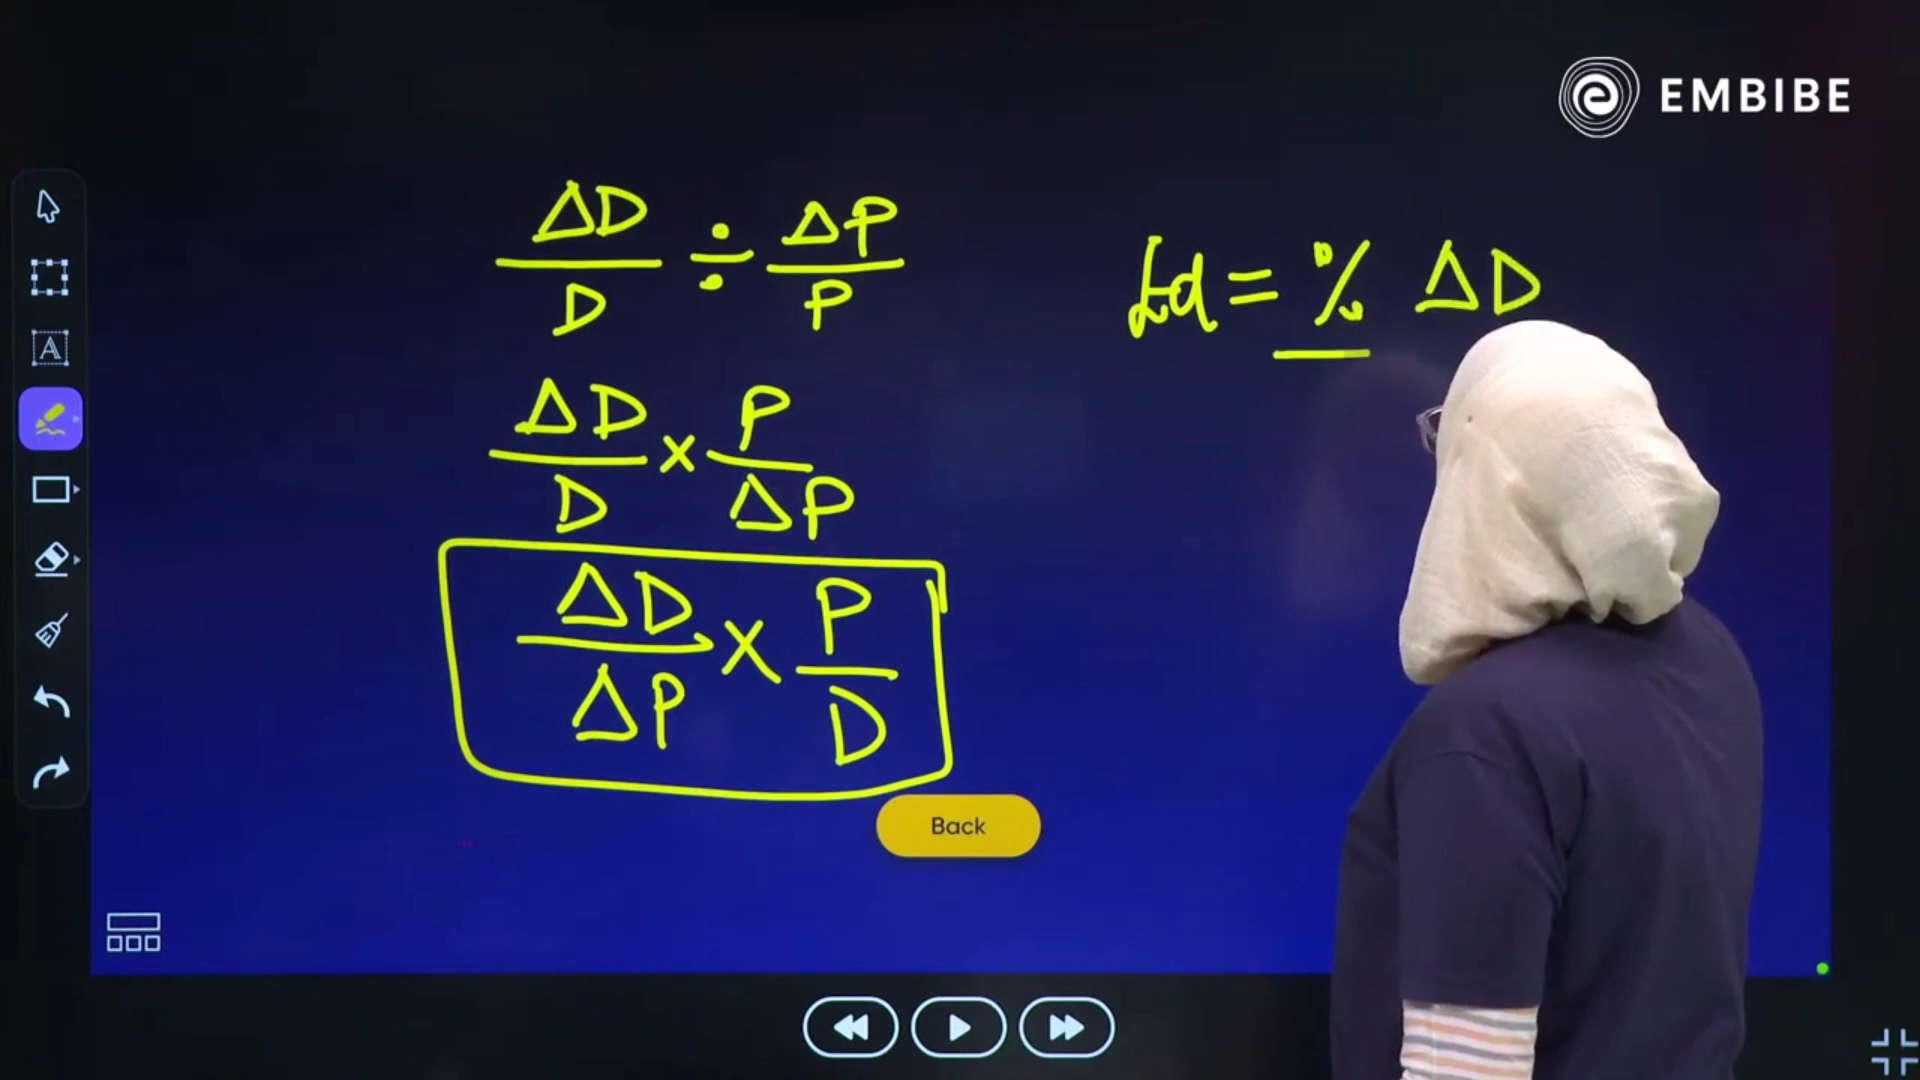 EMBIBE
ΔD/D ÷ ΔP/P
Ed = % ΔD
ΔD/D × P/ΔP
ΔD/ΔP × P/D
Back